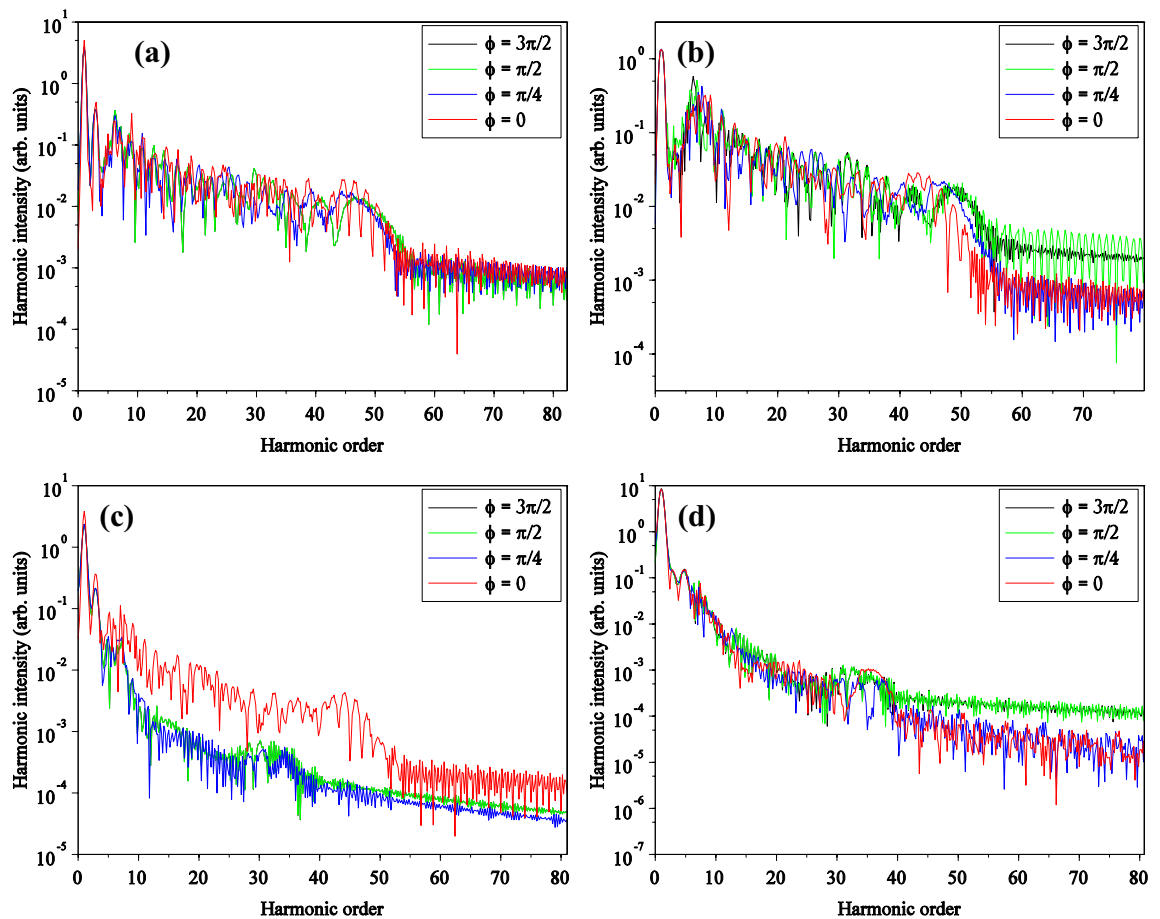 (a)
ϕ = 3π/2
ϕ = π/2
ϕ = π/4
ϕ = 0
Harmonic intensity (arb. units)
10^1
10^0
10^-1
10^-2
10^-3
10^-4
10^-5
0 10 20 30 40 50 60 70 80
Harmonic order
(b)
ϕ = 3π/2
ϕ = π/2
ϕ = π/4
ϕ = 0
Harmonic intensity (arb. units)
10^0
10^-1
10^-2
10^-3
10^-4
0 10 20 30 40 50 60 70
Harmonic order
(c)
ϕ = 3π/2
ϕ = π/2
ϕ = π/4
ϕ = 0
Harmonic intensity (arb. units)
10^1
10^0
10^-1
10^-2
10^-3
10^-4
10^-5
0 10 20 30 40 50 60 70 80
Harmonic order
(d)
ϕ = 3π/2
ϕ = π/2
ϕ = π/4
ϕ = 0
Harmonic intensity (arb. units)
10^1
10^0
10^-1
10^-2
10^-3
10^-4
10^-5
10^-6
10^-7
0 10 20 30 40 50 60 70 80
Harmonic order